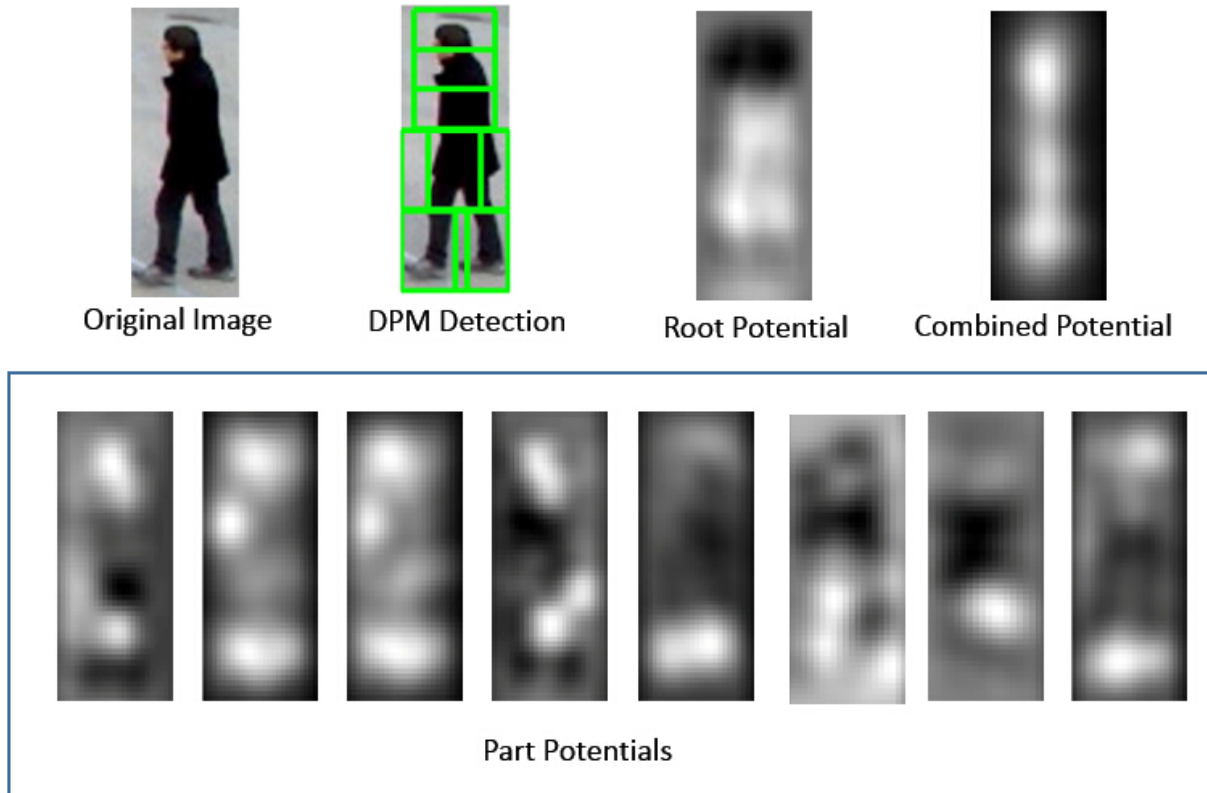 Original Image
DPM Detection
Root Potential
Combined Potential
Part Potentials